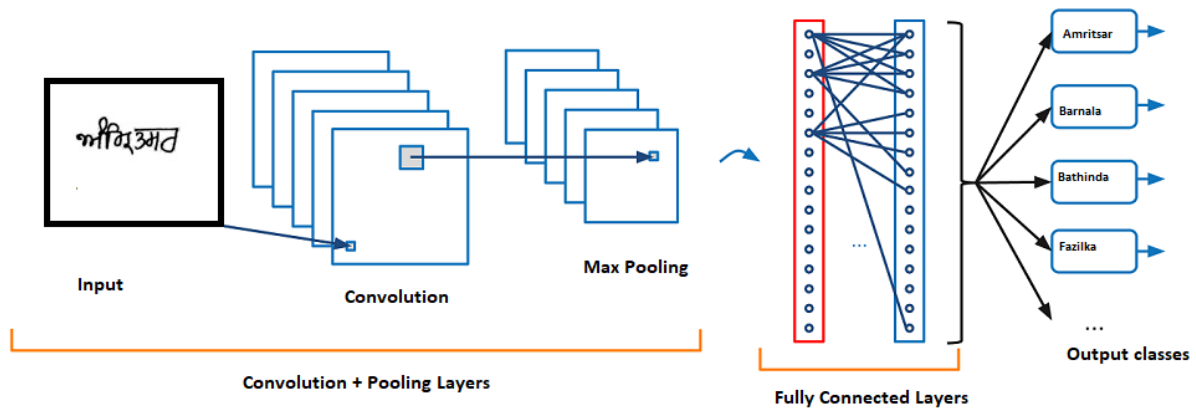 ਅੰਮ੍ਰਿਤਸਰ
Input
Convolution
Max Pooling
Convolution + Pooling Layers
...
Fully Connected Layers
Amritsar
Barnala
Bathinda
Fazilka
...
Output classes